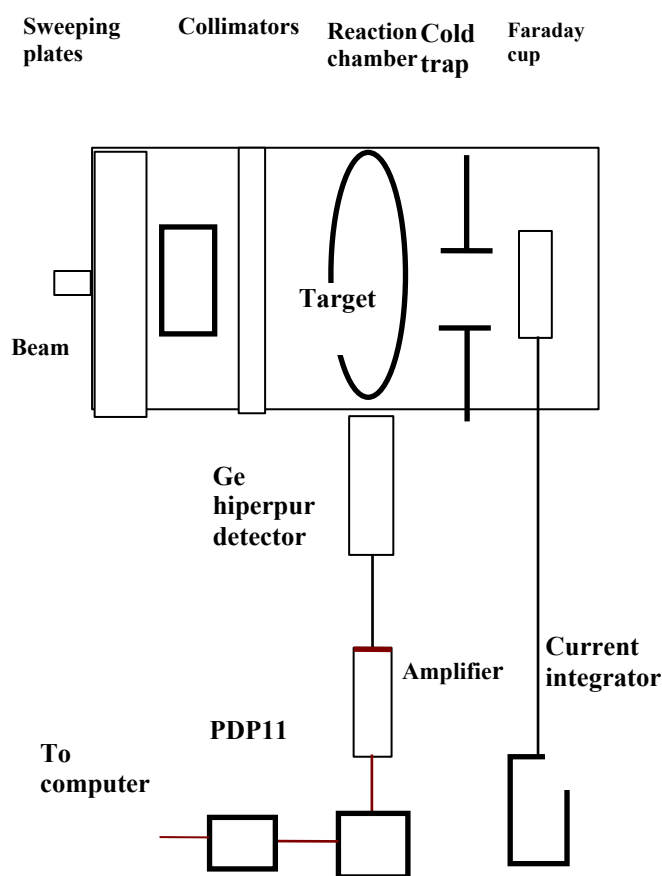 Sweeping
plates
Collimators
Reaction
chamber
Cold
trap
Faraday
cup
Target
Beam
Ge
hiperpur
detector
Amplifier
Current
integrator
PDP11
To
computer